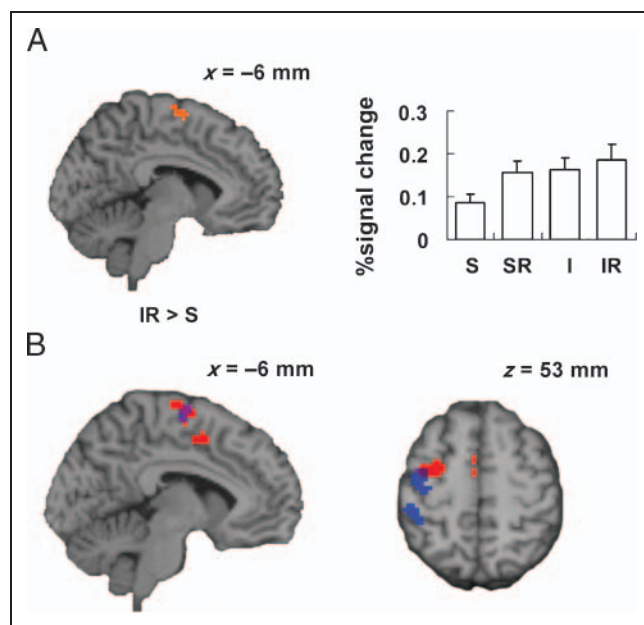 A
x = –6 mm
IR > S
%signal change
0.3
0.2
0.1
0
S SR I IR
B
x = –6 mm
z = 53 mm